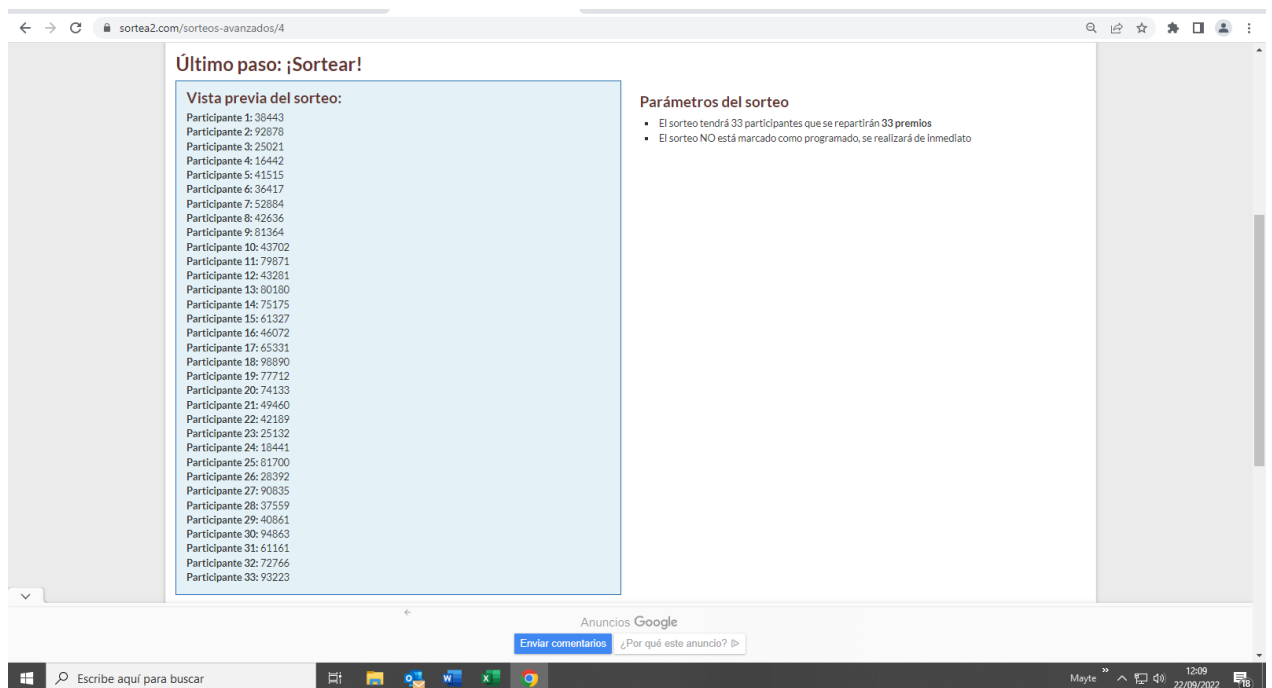 sortea2.com/sorteos-avanzados/4
Último paso: ¡Sortear!
Vista previa del sorteo:
Participante 1: 38443
Participante 2: 92878
Participante 3: 25021
Participante 4: 16442
Participante 5: 41515
Participante 6: 36417
Participante 7: 52884
Participante 8: 42636
Participante 9: 81364
Participante 10: 43702
Participante 11: 79871
Participante 12: 43281
Participante 13: 80180
Participante 14: 75175
Participante 15: 61327
Participante 16: 46072
Participante 17: 65331
Participante 18: 98890
Participante 19: 77712
Participante 20: 74133
Participante 21: 49460
Participante 22: 42189
Participante 23: 25132
Participante 24: 18441
Participante 25: 81700
Participante 26: 28392
Participante 27: 90835
Participante 28: 37559
Participante 29: 40861
Participante 30: 94863
Participante 31: 61161
Participante 32: 72766
Participante 33: 93223
Parámetros del sorteo
El sorteo tendrá 33 participantes que se repartirán 33 premios
El sorteo NO está marcado como programado, se realizará de inmediato
Anuncios Google
Enviar comentarios ¿Por qué este anuncio?
Escribe aquí para buscar
Mayte
12:09
22/09/2022
18